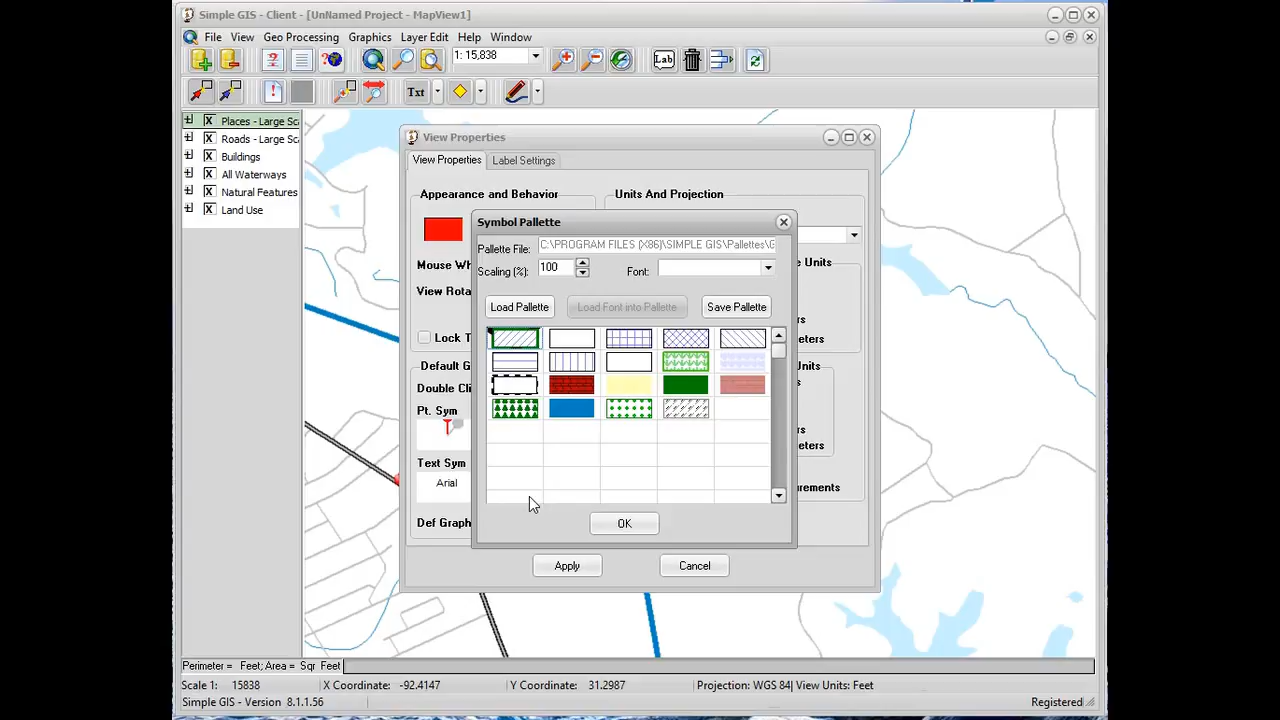 Simple GIS - Client - [UnNamed Project - MapView1]
File View Geo Processing Graphics Layer Edit Help Window
1: 15,838
Lab
Txt
Places - Large Sc
Roads - Large Sc
Buildings
All Waterways
Natural Features
Land Use
View Properties
View Properties Label Settings
Appearance and Behavior Units And Projection
Symbol Pallette
Pallette File: C:\PROGRAM FILES (X86)\SIMPLE GIS\Pallettes\G
Mouse Wh
Scaling (%): 100 Font:
e Units
View Rota
Load Pallette Load Font into Pallette Save Pallette
rs
Lock T
eters
Default G
Units
Double Cli
s
Pt. Sym
rs
eters
Text Sym
Arial
urements
Def Graph
OK
Apply Cancel
Perimeter = Feet; Area = Sqr Feet
Scale 1: 15838 X Coordinate: -92.4147 Y Coordinate: 31.2987 Projection: WGS 84| View Units: Feet
Simple GIS - Version 8.1.1.56 Registered